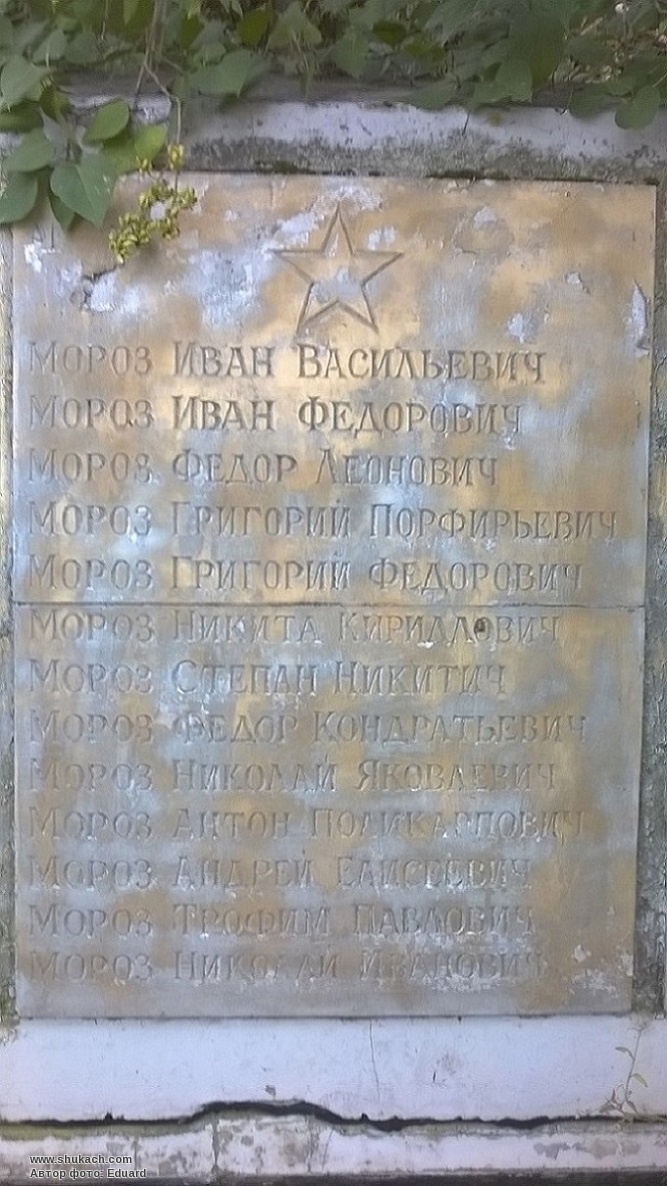 Мороз Иван Васильевич
Мороз Иван Федорович
Мороз Федор Леонович
Мороз Григорий Порфирьевич
Мороз Григорий Федорович
Мороз Никита Кириллович
Мороз Степан Никитич
Мороз Федор Кондратьевич
Мороз Николай Яковлевич
Мороз Антон Поликарпович
Мороз Андрей Елисеевич
Мороз Трофим Павлович
Мороз Николай Иванович
www.shukach.com
Автор фото: Eduard